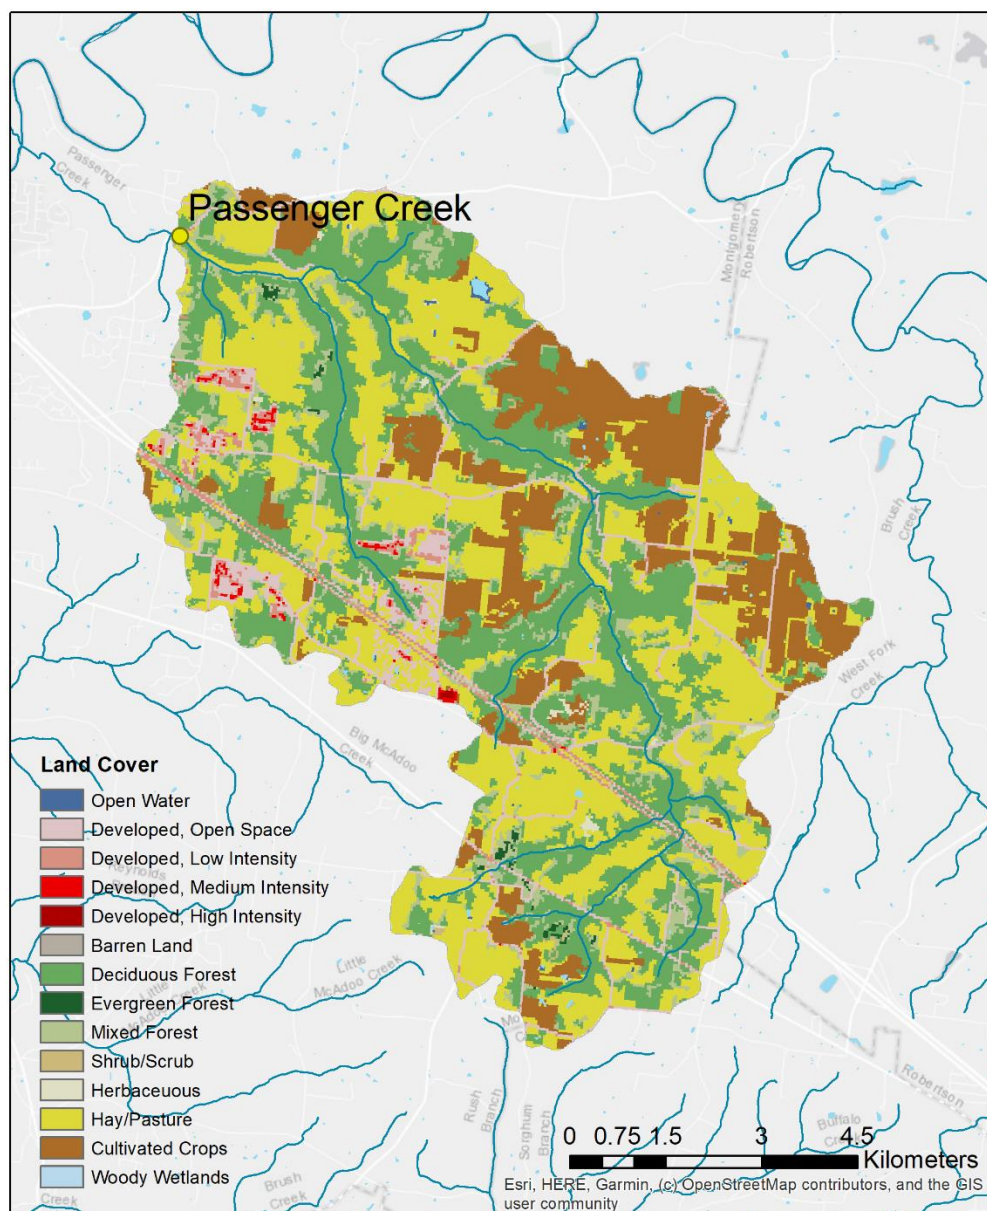 Passenger
Creek
Passenger Creek
Montgomery
Robertson
Brush
Creek
West Fork
Creek
Big McAdoo
Creek
Land Cover
Open Water
Developed, Open Space
Developed, Low Intensity
Developed, Medium Intensity
Developed, High Intensity
Barren Land
Deciduous Forest
Evergreen Forest
Mixed Forest
Shrub/Scrub
Herbaceuous
Hay/Pasture
Cultivated Crops
Woody Wetlands
Reynolds
Little
McAdoo Creek
Little
McAdoo Creek
Rush
Branch
Sorghum
Branch
Robertson
Buffalo
Creek
Brush
Creek
Creek
0 0.75 1.5 3 4.5
Kilometers
Esri, HERE, Garmin, (c) OpenStreetMap contributors, and the GIS
user community